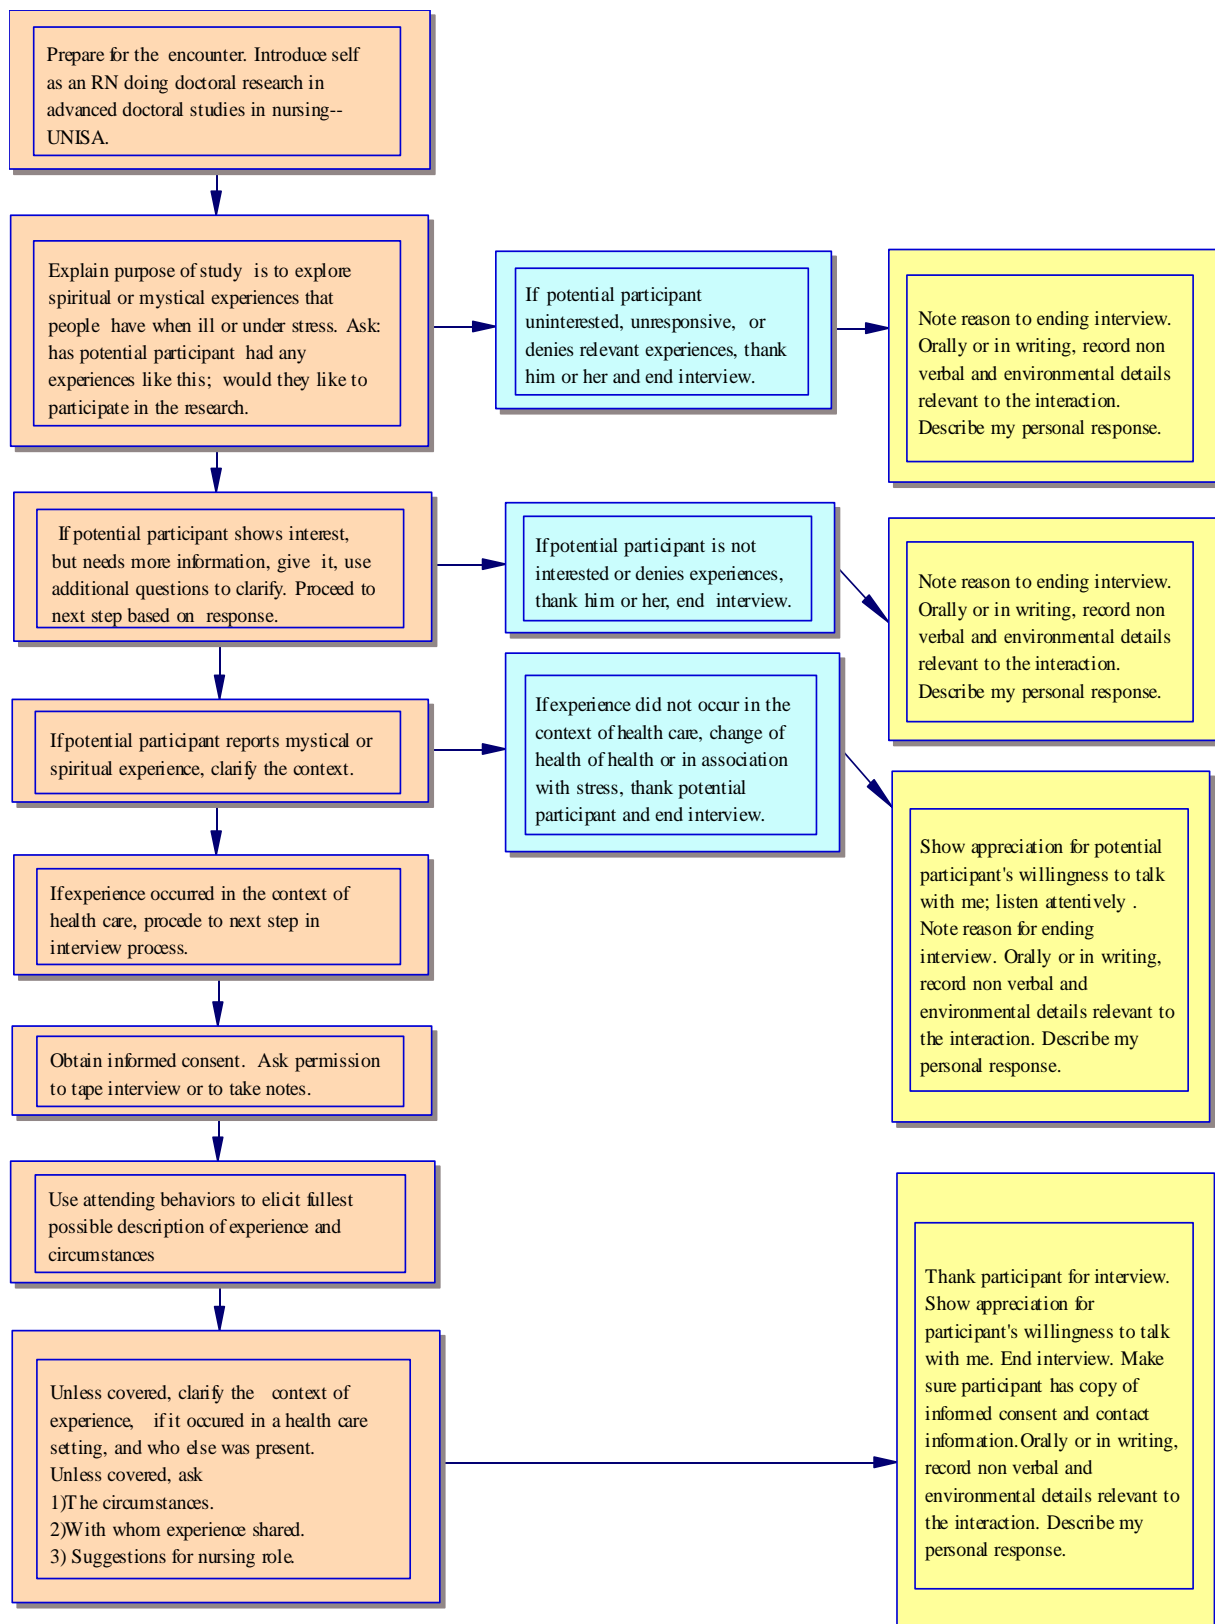 Prepare for the encounter. Introduce self
as an RN doing doctoral research in
advanced doctoral studies in nursing--
UNISA.
Explain purpose of study is to explore
spiritual or mystical experiences that
people have when ill or under stress. Ask:
has potential participant had any
experiences like this; would they like to
participate in the research.
If potential participant
uninterested, unresponsive, or
denies relevant experiences, thank
him or her and end interview.
Note reason to ending interview.
Orally or in writing, record non
verbal and environmental details
relevant to the interaction.
Describe my personal response.
If potential participant shows interest,
but needs more information, give it, use
additional questions to clarify. Proceed to
next step based on response.
If potential participant is not
interested or denies experiences,
thank him or her, end interview.
Note reason to ending interview.
Orally or in writing, record non
verbal and environmental details
relevant to the interaction.
Describe my personal response.
If potential participant reports mystical or
spiritual experience, clarify the context.
If experience did not occur in the
context of health care, change of
health of health or in association
with stress, thank potential
participant and end interview.
Show appreciation for potential
participant's willingness to talk
with me; listen attentively .
Note reason for ending
interview. Orally or in writing,
record non verbal and
environmental details relevant to
the interaction. Describe my
personal response.
If experience occurred in the context of
health care, procede to next step in
interview process.
Obtain informed consent. Ask permission
to tape interview or to take notes.
Use attending behaviors to elicit fullest
possible description of experience and
circumstances
Unless covered, clarify the context of
experience, if it occured in a health care
setting, and who else was present.
Unless covered, ask
1)The circumstances.
2)With whom experience shared.
3) Suggestions for nursing role.
Thank participant for interview.
Show appreciation for
participant's willingness to talk
with me. End interview. Make
sure participant has copy of
informed consent and contact
information.Orally or in writing,
record non verbal and
environmental details relevant to
the interaction. Describe my
personal response.